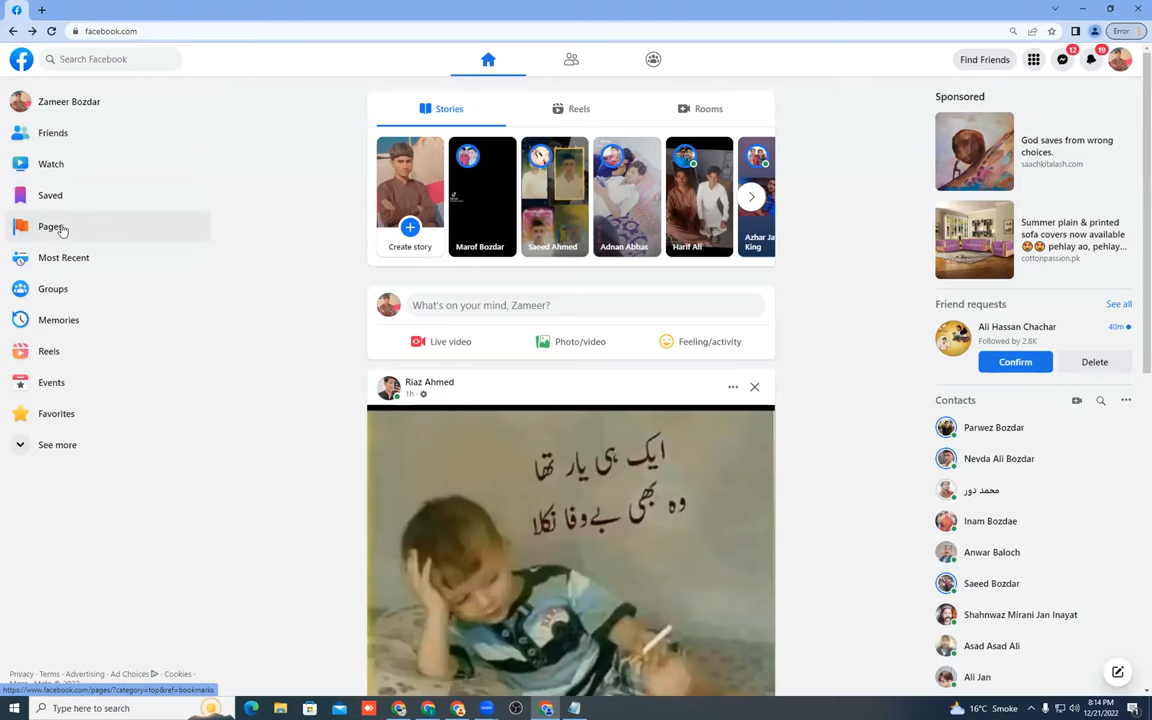 facebook.com
Error
Search Facebook
Find Friends
12
19
Zameer Bozdar
Friends
Watch
Saved
Pages
Most Recent
Groups
Memories
Reels
Events
Favorites
See more
Privacy · Terms · Advertising · Ad Choices · Cookies ·
https://www.facebook.com/pages/?category=top&ref=bookmarks
Stories
Reels
Rooms
Create story
Marof Bozdar
Saeed Ahmed
Adnan Abbas
Harif Ali
Azhar Ja
King
What's on your mind, Zameer?
Live video
Photo/video
Feeling/activity
Riaz Ahmed
1h ·
ایک ہی یار تھا
وہ بھی بے وفا نکلا
Sponsored
God saves from wrong
choices.
saachkitalash.com
Summer plain & printed
sofa covers now available
🤩🤩 pehlay ao, pehlay...
cottonpassion.pk
Friend requests
See all
Ali Hassan Chachar
40m
Followed by 2.8K
Confirm
Delete
Contacts
Parwez Bozdar
Nevda Ali Bozdar
محمد دور
Inam Bozdae
Anwar Baloch
Saeed Bozdar
Shahnwaz Mirani Jan Inayat
Asad Asad Ali
Ali Jan
Type here to search
16°C Smoke
8:14 PM
12/21/2022